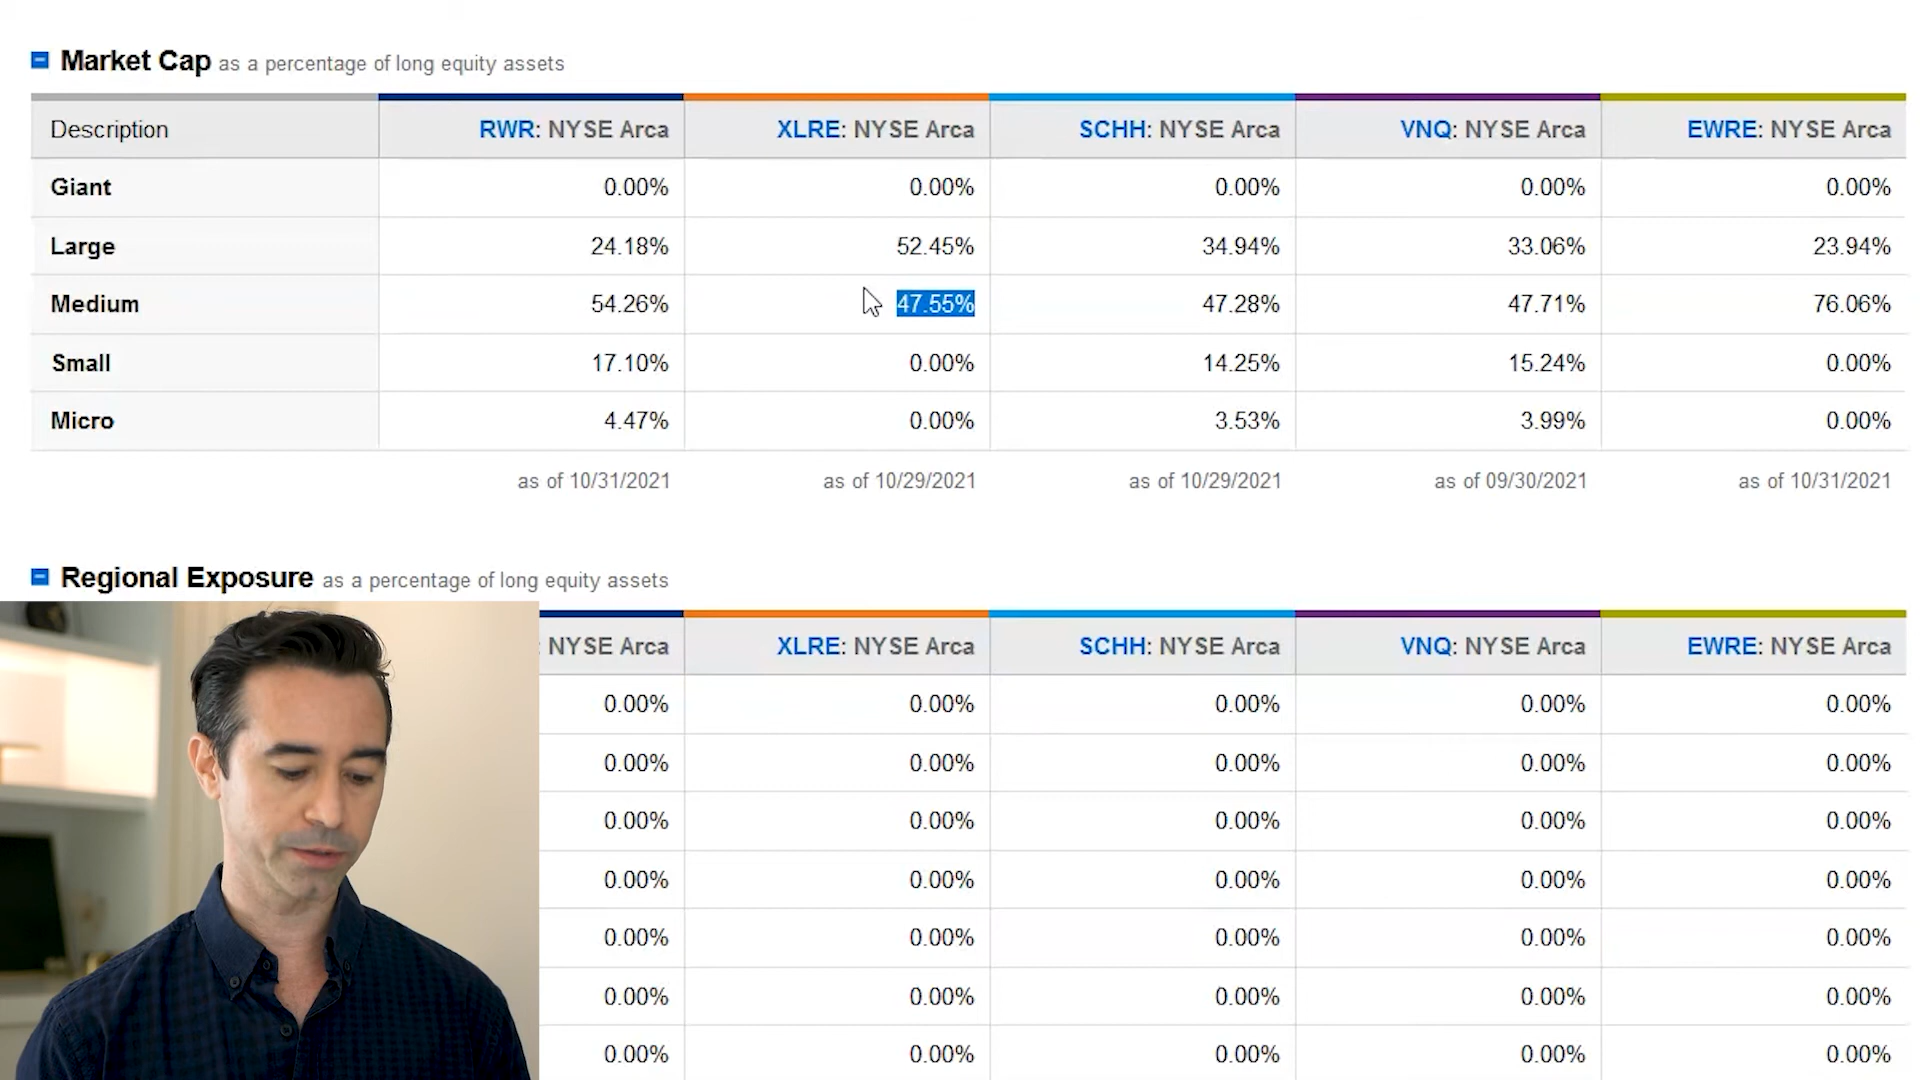 Market Cap as a percentage of long equity assets
Description RWR: NYSE Arca XLRE: NYSE Arca SCHH: NYSE Arca VNQ: NYSE Arca EWRE: NYSE Arca
Giant 0.00% 0.00% 0.00% 0.00% 0.00%
Large 24.18% 52.45% 34.94% 33.06% 23.94%
Medium 54.26% 47.55% 47.28% 47.71% 76.06%
Small 17.10% 0.00% 14.25% 15.24% 0.00%
Micro 4.47% 0.00% 3.53% 3.99% 0.00%
as of 10/31/2021 as of 10/29/2021 as of 10/29/2021 as of 09/30/2021 as of 10/31/2021
Regional Exposure as a percentage of long equity assets
: NYSE Arca XLRE: NYSE Arca SCHH: NYSE Arca VNQ: NYSE Arca EWRE: NYSE Arca
0.00% 0.00% 0.00% 0.00% 0.00%
0.00% 0.00% 0.00% 0.00% 0.00%
0.00% 0.00% 0.00% 0.00% 0.00%
0.00% 0.00% 0.00% 0.00% 0.00%
0.00% 0.00% 0.00% 0.00% 0.00%
0.00% 0.00% 0.00% 0.00% 0.00%
0.00% 0.00% 0.00% 0.00% 0.00%